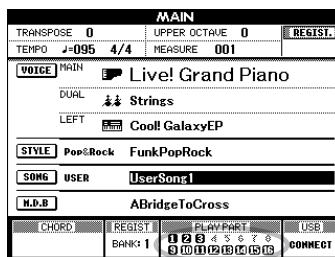 MAIN
TRANSPOSE 0 UPPER OCTAVE 0 REGIST.
TEMPO ♩=095 4/4 MEASURE 001
VOICE MAIN Live! Grand Piano
DUAL Strings
LEFT Cool! GalaxyEP
STYLE Pop&Rock FunkPopRock
SONG USER UserSong1
M.D.B ABridgeToCross
CHORD REGIST PLAY PART USB
BANK: 1 1 2 3 4 5 6 7 8 CONNECT
9 10 11 12 13 14 15 16